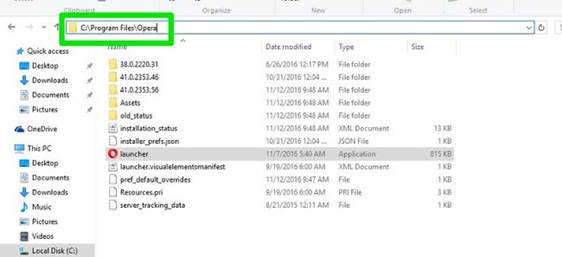 Clipboard Organize New Open Select
C:\Program Files\Opera
Name Date modified Type Size
Quick access
Desktop
Downloads
Documents
Pictures
OneDrive
This PC
Desktop
Documents
Downloads
Music
Pictures
Videos
Local Disk (C:)
38.0.2220.31 6/26/2016 12:17 PM File folder
41.0.2353.46 10/31/2016 12:04 ... File folder
41.0.2353.56 11/12/2016 9:48 AM File folder
Assets 11/12/2016 9:48 AM File folder
old_status 11/12/2016 9:48 AM File folder
installation_status 11/12/2016 9:48 AM XML Document 13 KB
installer_prefs.json 10/31/2016 12:04 ... JSON File 1 KB
launcher 11/7/2016 5:40 AM Application 815 KB
launcher.visualelementsmanifest 9/19/2016 6:00 AM XML Document 1 KB
pref_default_overrides 11/12/2016 9:47 AM File 1 KB
Resources.pri 9/19/2016 6:00 AM PRI File 3 KB
server_tracking_data 8/21/2015 12:11 AM File 1 KB